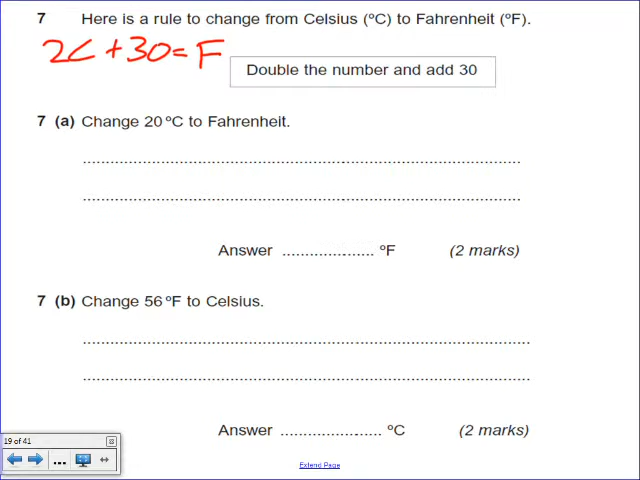 7 Here is a rule to change from Celsius (ºC) to Fahrenheit (ºF).
2C + 30 = F
Double the number and add 30
7 (a) Change 20 ºC to Fahrenheit.
................................................................................................
................................................................................................
Answer .................... ºF (2 marks)
7 (b) Change 56 ºF to Celsius.
................................................................................................
................................................................................................
Answer ...................... ºC (2 marks)
19 of 41
...
Extend Page